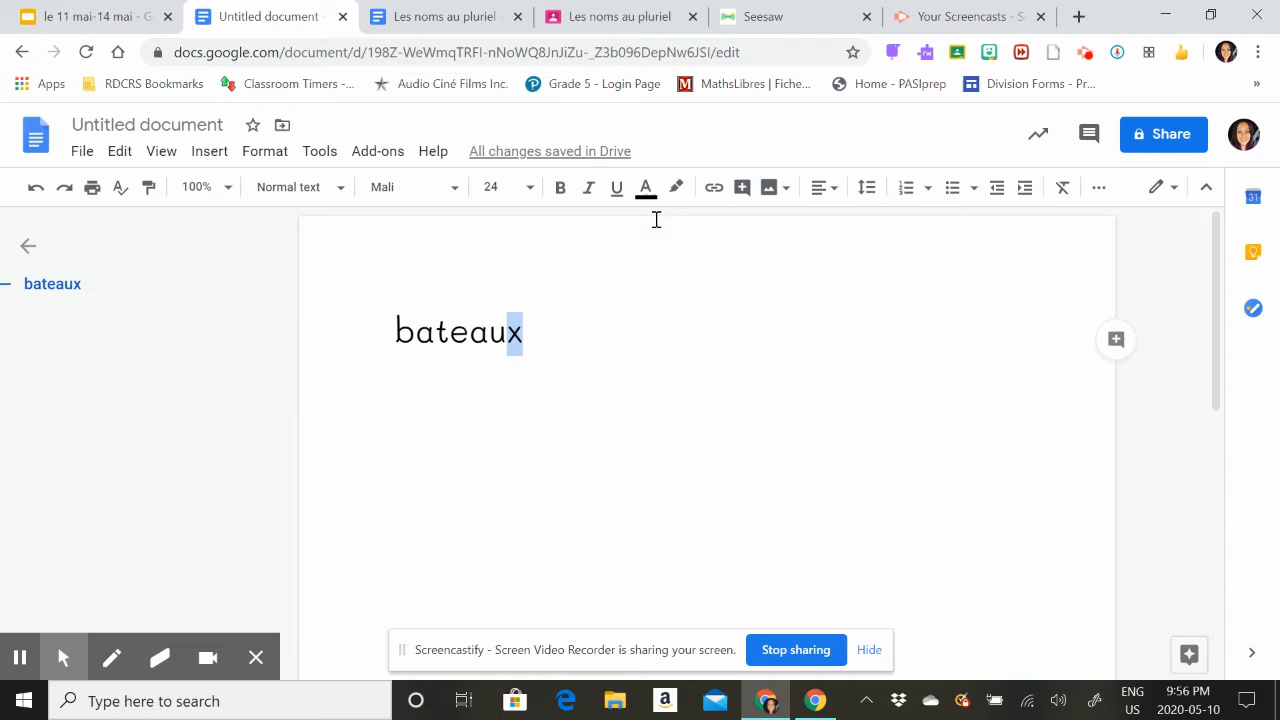 le 11 mai-14 mai - G
Untitled document
Les noms au pluriel
Les noms au pluriel
Seesaw
Your Screencasts - Sc
docs.google.com/document/d/198Z-WeWmqTRFI-nNoWQ8JnJiZu-_Z3b096DepNw6JSI/edit
Apps
RDCRS Bookmarks
Classroom Timers -...
Audio Ciné Films Inc.
Grade 5 - Login Page
MathsLibres | Fiche...
Home - PASIprep
Division Forms - Pr...
»
Untitled document
Share
File Edit View Insert Format Tools Add-ons Help All changes saved in Drive
100% Normal text Mali 24 B I U A
bateaux
bateaux
Screencastify - Screen Video Recorder is sharing your screen.
Stop sharing
Hide
Type here to search
ENG
US
9:56 PM
2020-05-10